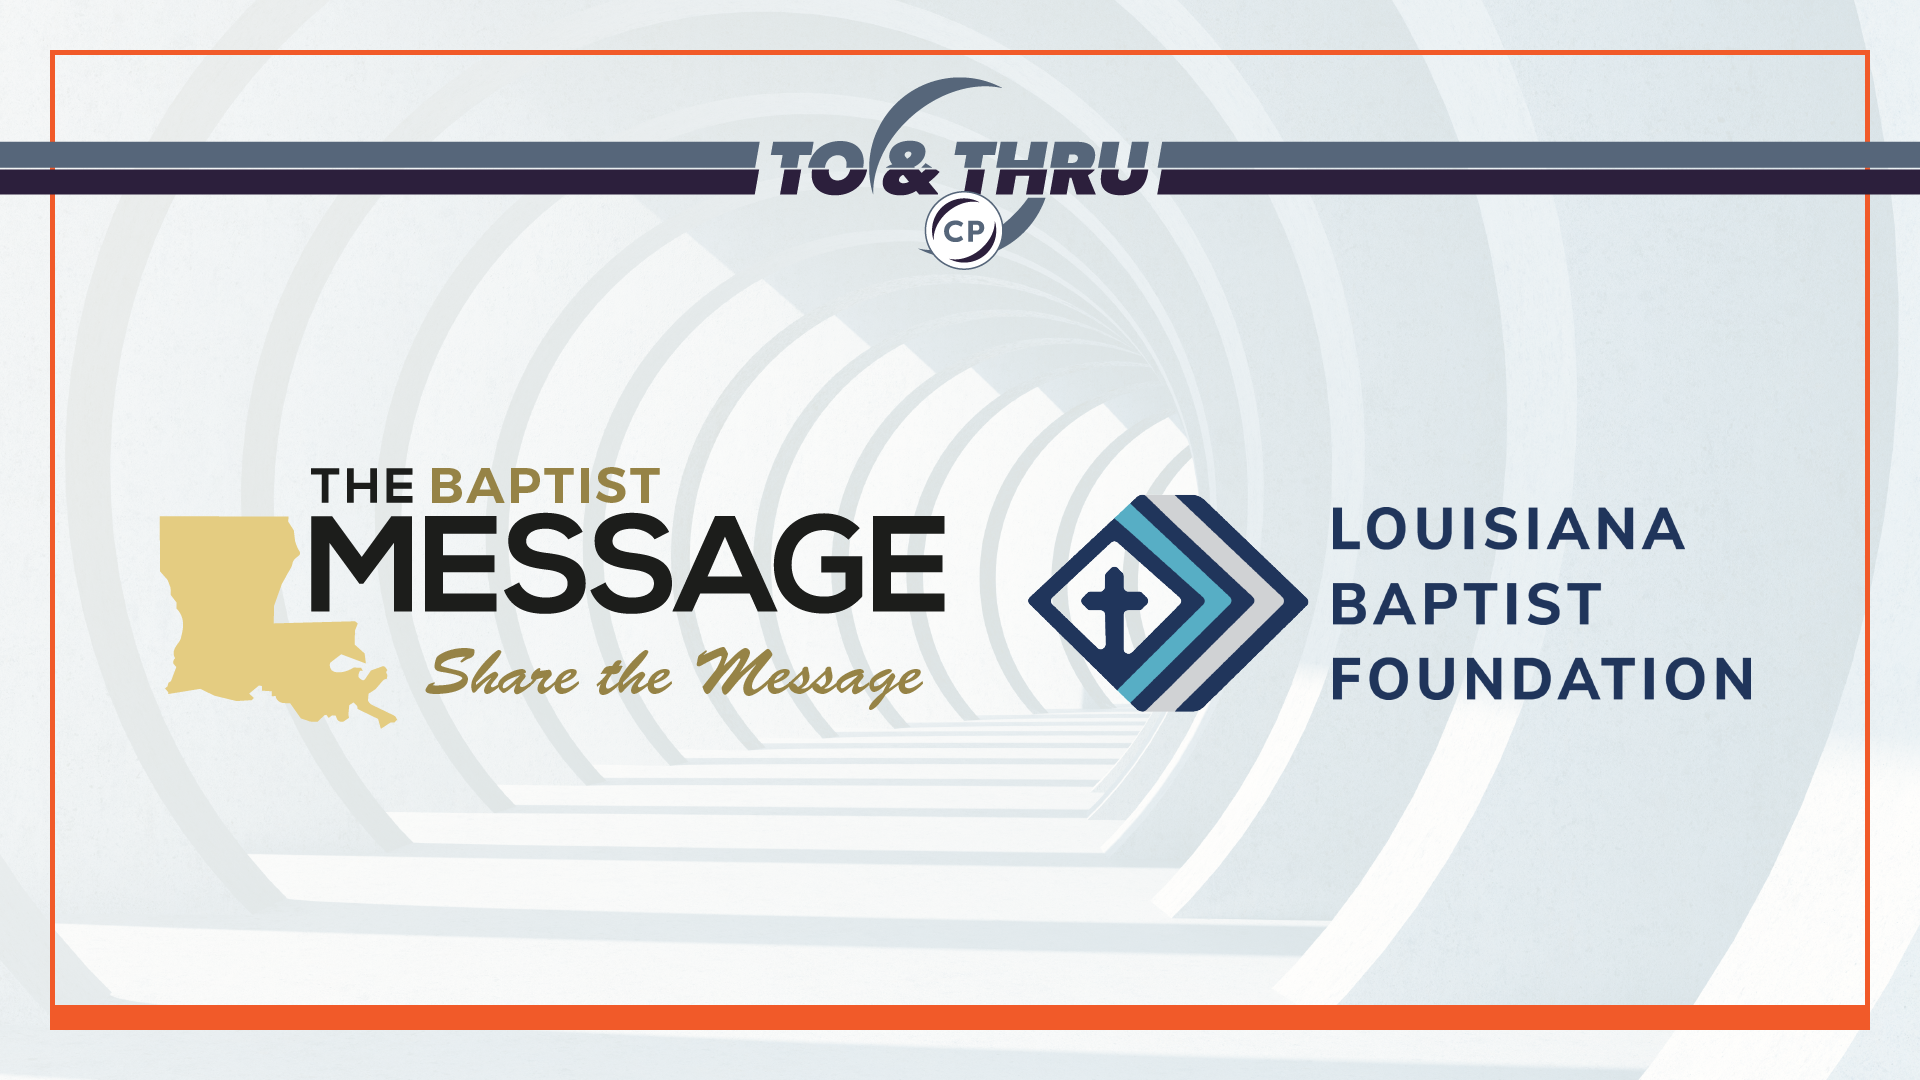 TO & THRU
CP
THE BAPTIST
MESSAGE
Share the Message
LOUISIANA
BAPTIST
FOUNDATION